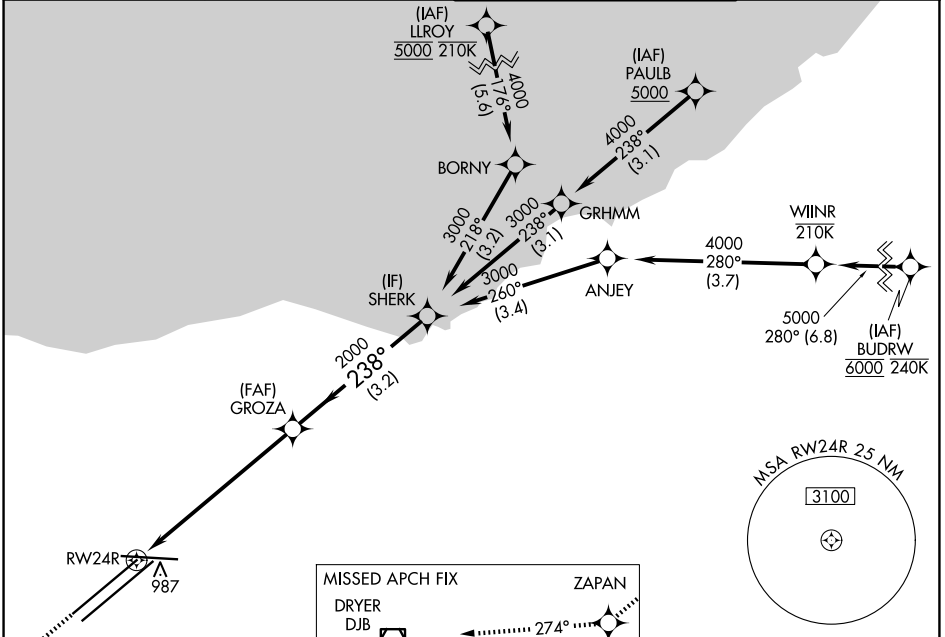 (IAF)
LLROY
5000 210K
4000
176°
(5.6)
(IAF)
PAULB
5000
4000
238°
(3.1)
BORNY
3000
218°
(3.2)
3000
238°
(3.1)
GRHMM
WIINR
210K
4000
280°
(3.7)
ANJEY
3000
260°
(3.4)
5000
280° (6.8)
(IAF)
BUDRW
6000 240K
(IF)
SHERK
2000
238°
(3.2)
(FAF)
GROZA
MSA RW24R 25 NM
3100
RW24R
987
MISSED APCH FIX
ZAPAN
DRYER
DJB
274°